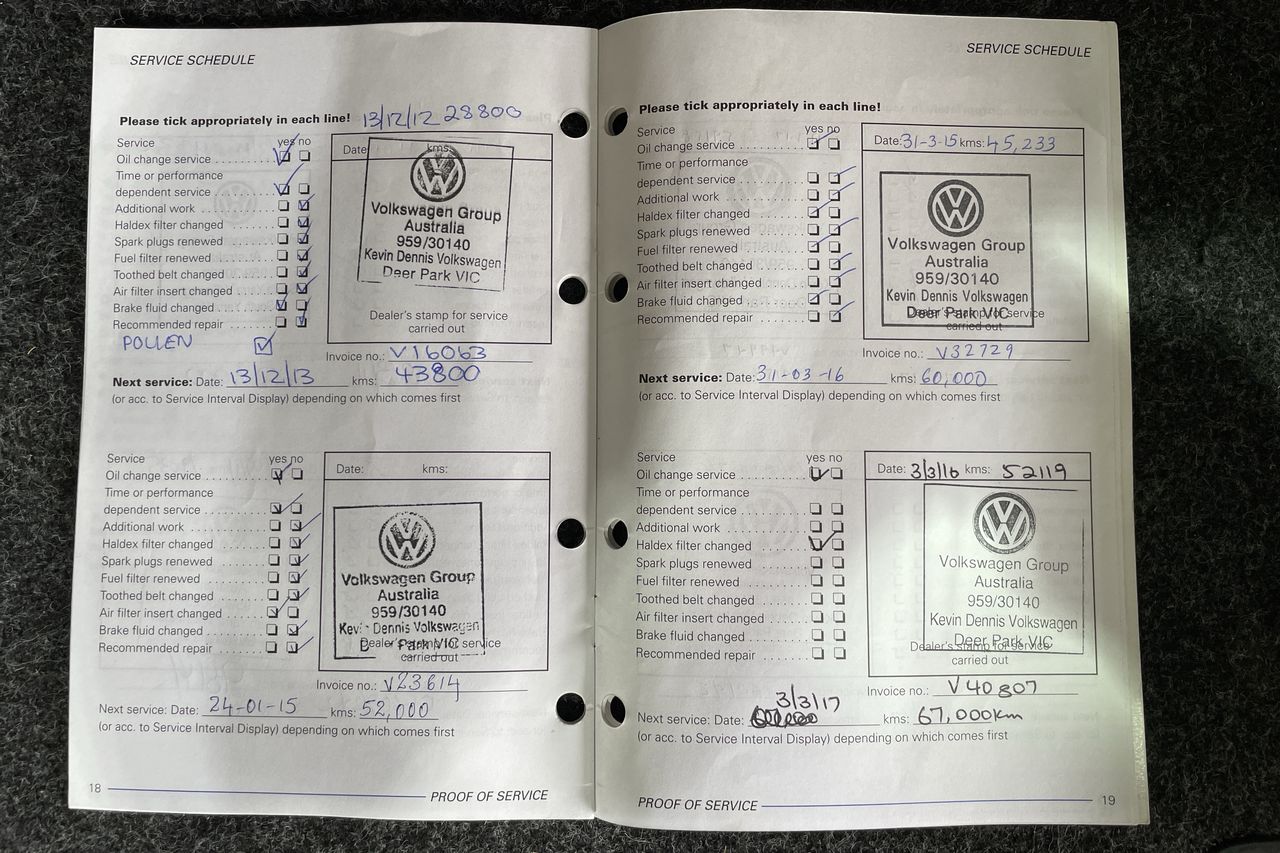 SERVICE SCHEDULE
Please tick appropriately in each line! 13/12/12 28800
Service yes no
Oil change service
Time or performance
dependent service
Additional work
Haldex filter changed
Spark plugs renewed
Fuel filter renewed
Toothed belt changed
Air filter insert changed
Brake fluid changed
Recommended repair
POLLEN
Date: kms:
Volkswagen Group
Australia
959/30140
Kevin Dennis Volkswagen
Deer Park VIC
Dealer's stamp for service
carried out
Invoice no.: V16063
Next service: Date: 13/12/13 kms: 43800
(or acc. to Service Interval Display) depending on which comes first
Service yes no
Oil change service
Time or performance
dependent service
Additional work
Haldex filter changed
Spark plugs renewed
Fuel filter renewed
Toothed belt changed
Air filter insert changed
Brake fluid changed
Recommended repair
Date: kms:
Volkswagen Group
Australia
959/30140
Kevin Dennis Volkswagen
Deer Park VIC
Dealer's stamp for service
carried out
Invoice no.: V23614
Next service: Date: 24-01-15 kms: 52,000
(or acc. to Service Interval Display) depending on which comes first
18 PROOF OF SERVICE
SERVICE SCHEDULE
Please tick appropriately in each line!
Service yes no
Oil change service
Time or performance
dependent service
Additional work
Haldex filter changed
Spark plugs renewed
Fuel filter renewed
Toothed belt changed
Air filter insert changed
Brake fluid changed
Recommended repair
Date: 31-3-15 kms: 45,233
Volkswagen Group
Australia
959/30140
Kevin Dennis Volkswagen
Deer Park VIC
Dealer's stamp for service
carried out
Invoice no.: V32729
Next service: Date: 31-03-16 kms: 60,000
(or acc. to Service Interval Display) depending on which comes first
Service yes no
Oil change service
Time or performance
dependent service
Additional work
Haldex filter changed
Spark plugs renewed
Fuel filter renewed
Toothed belt changed
Air filter insert changed
Brake fluid changed
Recommended repair
Date: 3/3/16 kms: 52119
Volkswagen Group
Australia
959/30140
Kevin Dennis Volkswagen
Deer Park VIC
Dealer's stamp for service
carried out
Invoice no.: V40807
3/3/17
Next service: Date: kms: 67,000km
(or acc. to Service Interval Display) depending on which comes first
PROOF OF SERVICE 19